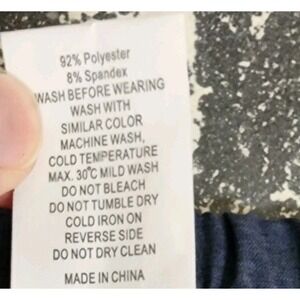 92% Polyester
8% Spandex
WASH BEFORE WEARING
WASH WITH
SIMILAR COLOR
MACHINE WASH,
COLD TEMPERATURE
MAX. 30°C MILD WASH
DO NOT BLEACH
DO NOT TUMBLE DRY
COLD IRON ON
REVERSE SIDE
DO NOT DRY CLEAN
MADE IN CHINA